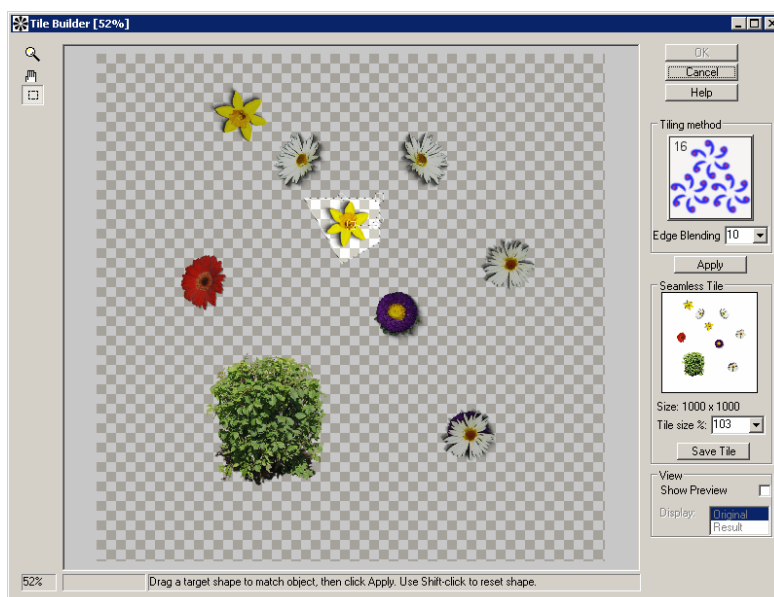 Tile Builder [52%]
OK
Cancel
Help
Tiling method
16
Edge Blending 10
Apply
Seamless Tile
Size: 1000 x 1000
Tile size %: 103
Save Tile
View
Show Preview
Display: Original
Result
52% Drag a target shape to match object, then click Apply. Use Shift-click to reset shape.